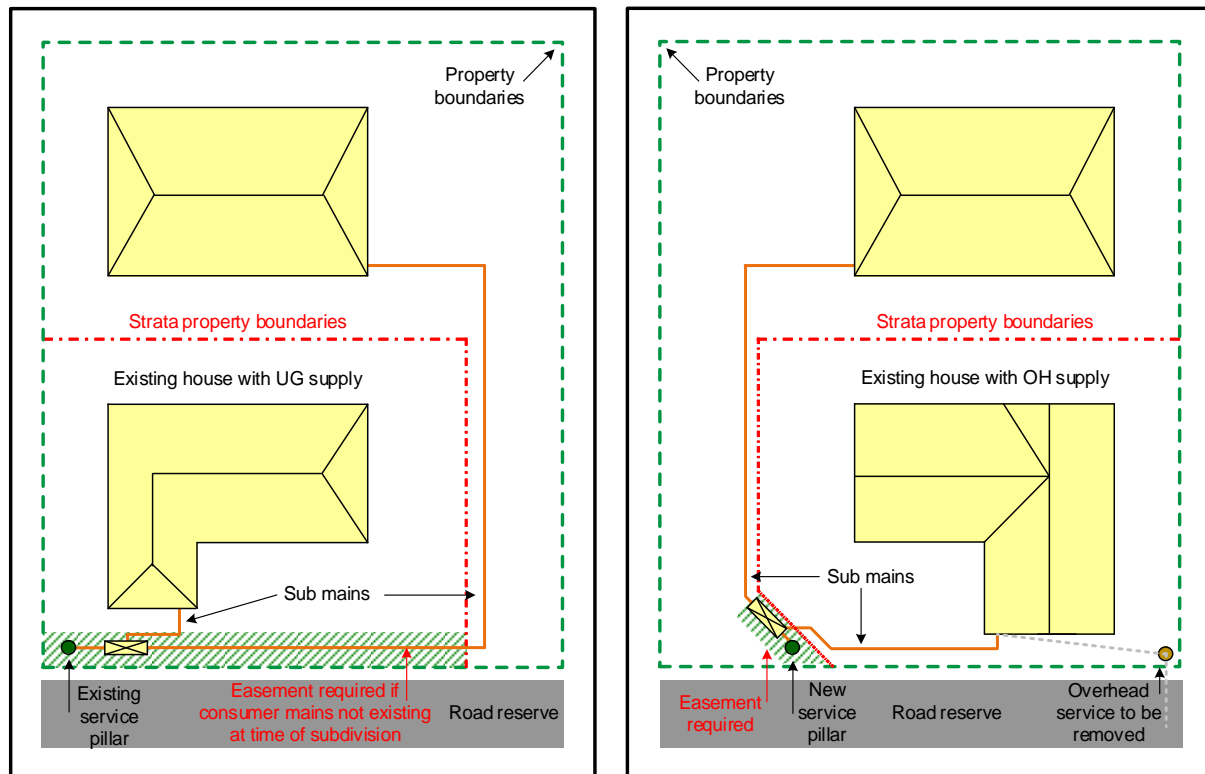 Property
boundaries
Strata property boundaries
Existing house with UG supply
Sub mains
Existing
service
pillar
Easement required if
consumer mains not existing
at time of subdivision
Road reserve
Property
boundaries
Strata property boundaries
Existing house with OH supply
Sub mains
Easement
required
New
service
pillar
Road reserve
Overhead
service to be
removed